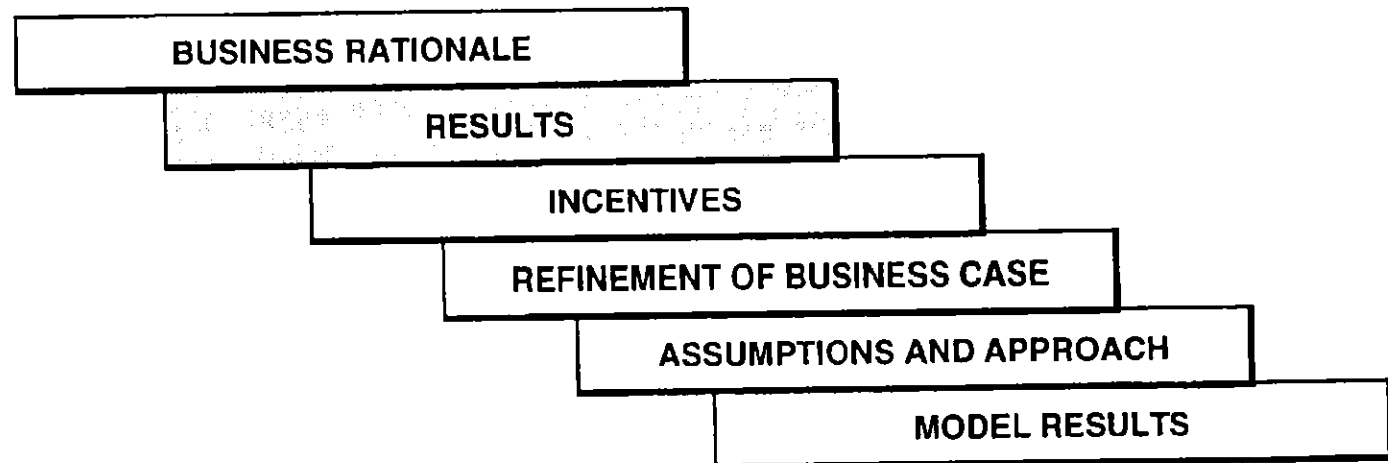 BUSINESS RATIONALE
RESULTS
INCENTIVES
REFINEMENT OF BUSINESS CASE
ASSUMPTIONS AND APPROACH
MODEL RESULTS